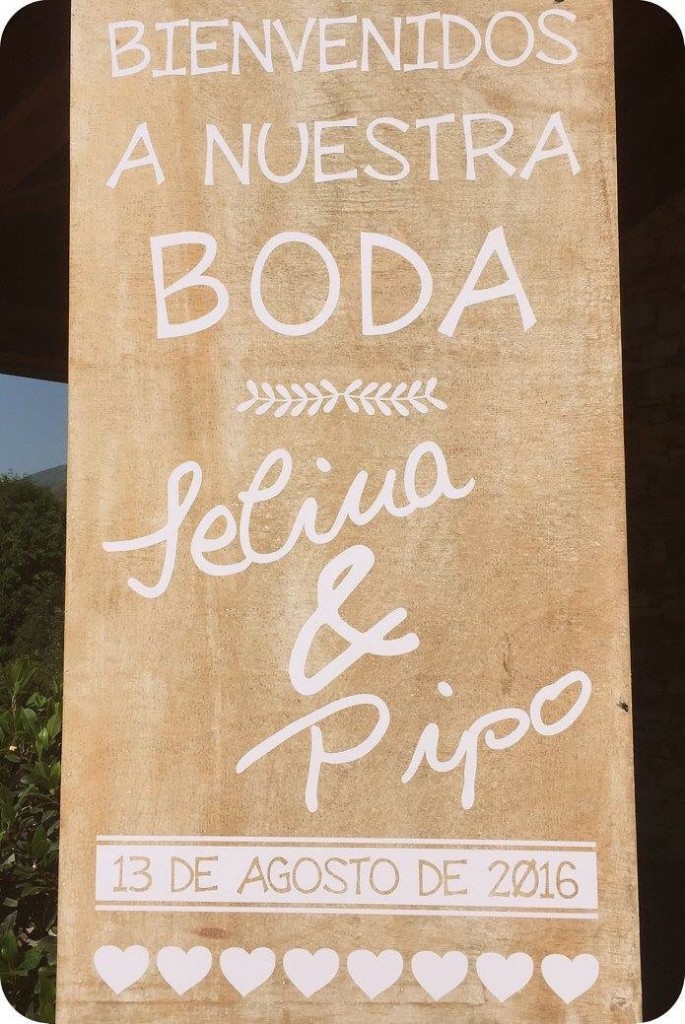 BIENVENIDOS
A NUESTRA
BODA
Selina
&
Pipo
13 DE AGOSTO DE 2016